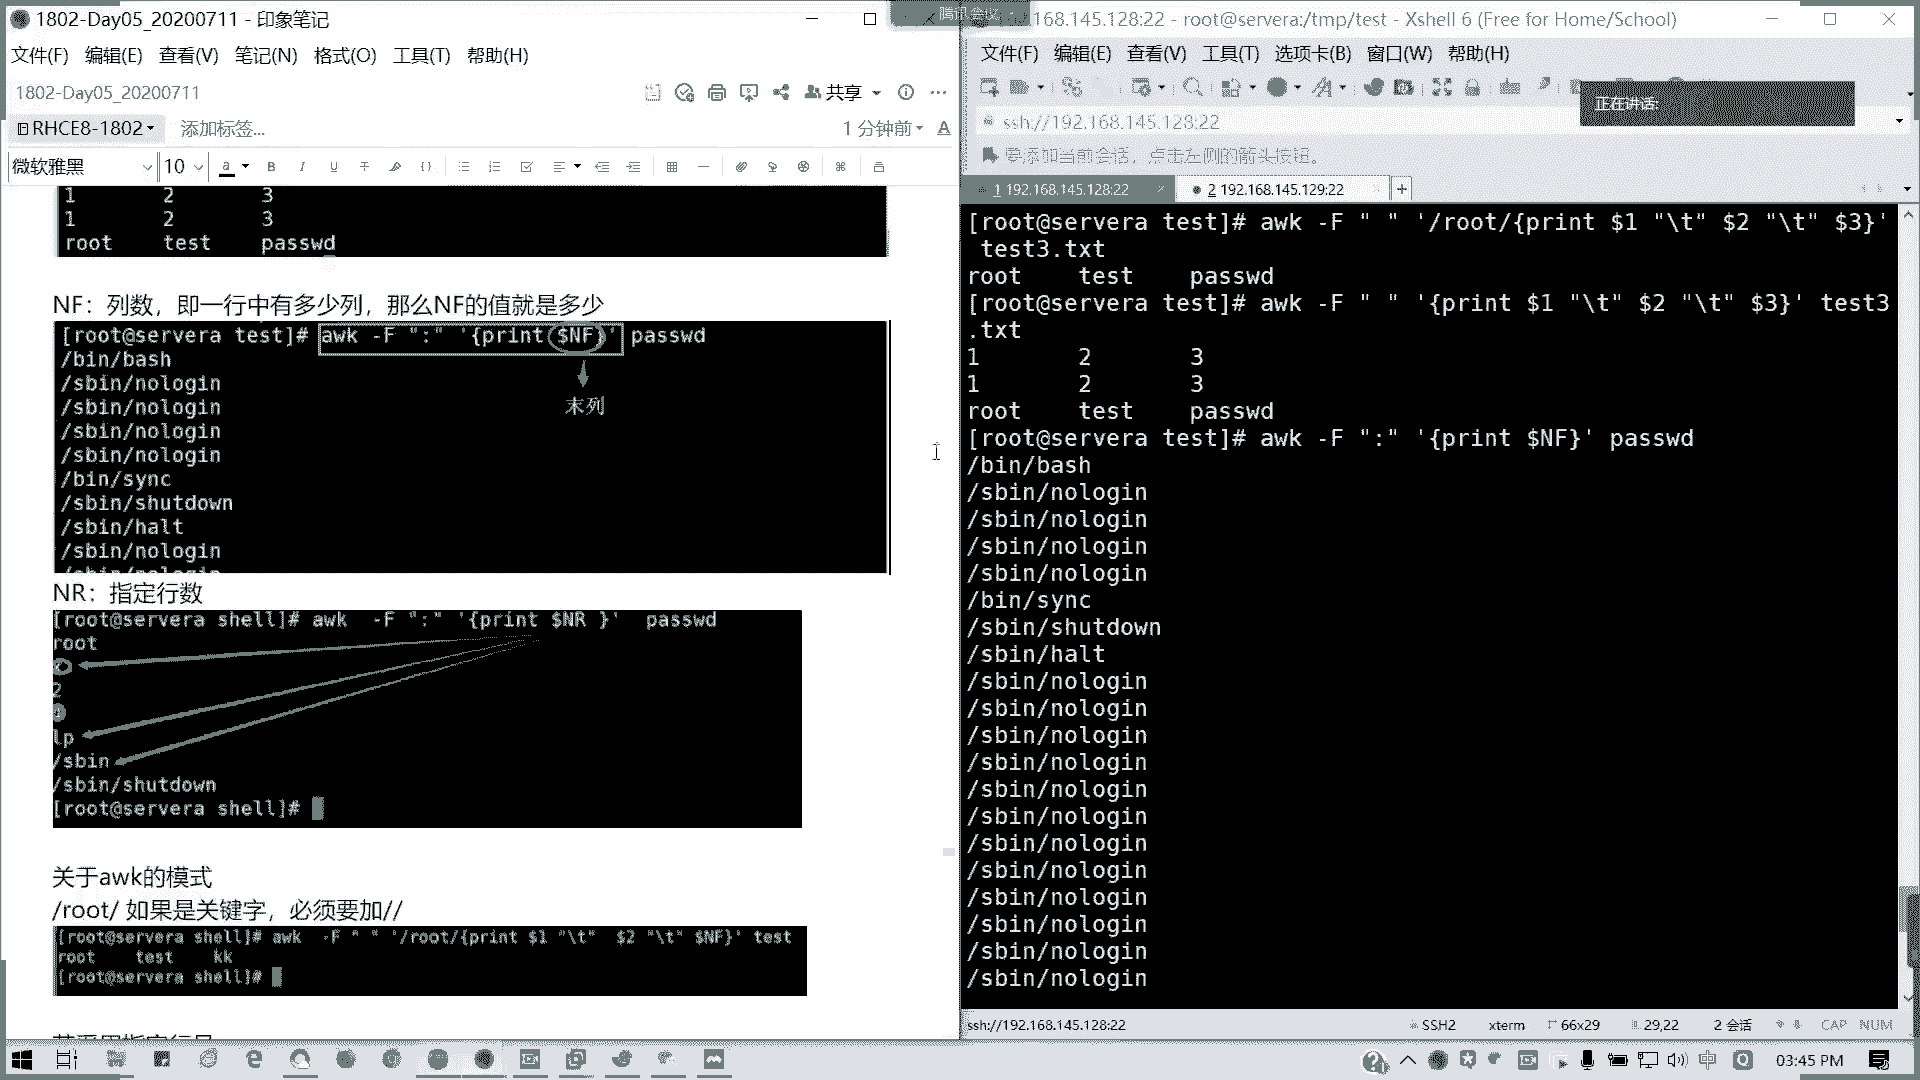 1802-Day05_20200711 - 印象笔记
文件(F) 编辑(E) 查看(V) 笔记(N) 格式(O) 工具(T) 帮助(H)
1802-Day05_20200711
共享
RHCE8-1802 添加标签...
1 分钟前
微软雅黑 10
1 2 3
1 2 3
root test passwd
NF：列数，即一行中有多少列，那么NF的值就是多少
[root@servera test]# awk -F ":" '{print $NF}' passwd
/bin/bash
/sbin/nologin
/sbin/nologin
/sbin/nologin
/sbin/nologin
/bin/sync
/sbin/shutdown
/sbin/halt
/sbin/nologin
末列
NR：指定行数
[root@servera shell]# awk -F ":" '{print $NR }' passwd
root
2
lp
/sbin
/sbin/shutdown
[root@servera shell]#
关于awk的模式
/root/ 如果是关键字，必须要加//
[root@servera shell]# awk -F " " '/root/{print $1 "\t" $2 "\t" $NF}' test
root test kk
[root@servera shell]#
腾讯会议
.168.145.128:22 - root@servera:/tmp/test - Xshell 6 (Free for Home/School)
文件(F) 编辑(E) 查看(V) 工具(T) 选项卡(B) 窗口(W) 帮助(H)
正在讲话:
ssh://192.168.145.128:22
要添加当前会话，点击左侧的箭头按钮。
1 192.168.145.128:22
2 192.168.145.129:22
[root@servera test]# awk -F " " '/root/{print $1 "\t" $2 "\t" $3}'
test3.txt
root test passwd
[root@servera test]# awk -F " " '{print $1 "\t" $2 "\t" $3}' test3
.txt
1 2 3
1 2 3
root test passwd
[root@servera test]# awk -F ":" '{print $NF}' passwd
/bin/bash
/sbin/nologin
/sbin/nologin
/sbin/nologin
/sbin/nologin
/bin/sync
/sbin/shutdown
/sbin/halt
/sbin/nologin
/sbin/nologin
/sbin/nologin
/sbin/nologin
/sbin/nologin
/sbin/nologin
/sbin/nologin
/sbin/nologin
/sbin/nologin
/sbin/nologin
/sbin/nologin
/sbin/nologin
ssh://192.168.145.128:22 SSH2 xterm 66x29 29,22 2 会话 CAP NUM
中 03:45 PM